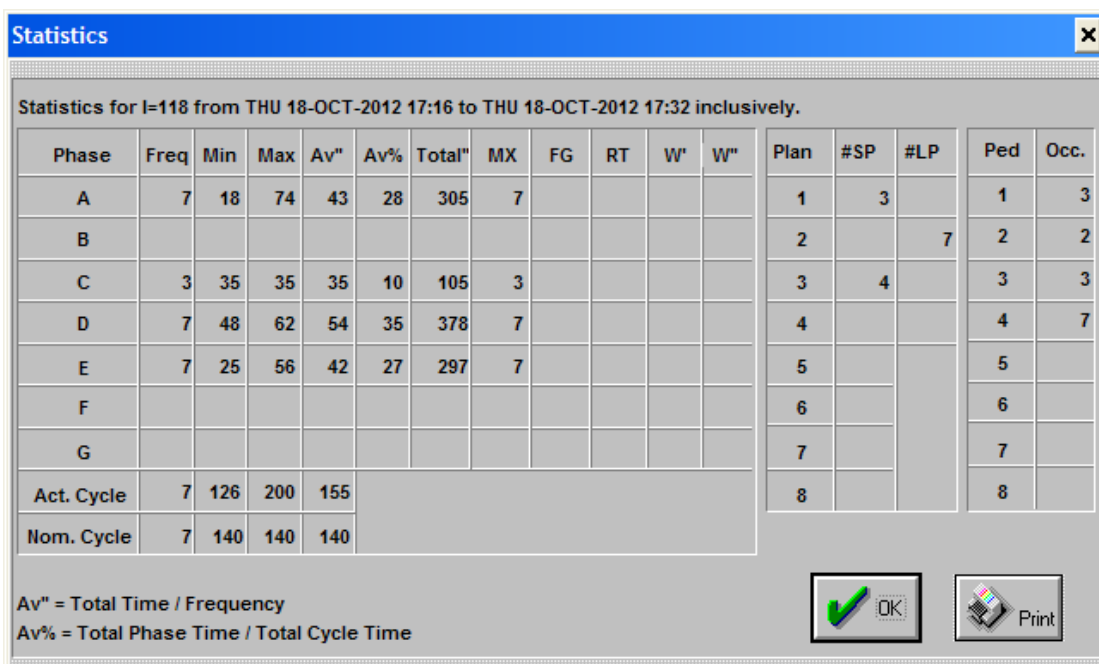 Statistics
Statistics for I=118 from THU 18-OCT-2012 17:16 to THU 18-OCT-2012 17:32 inclusively.
Phase Freq Min Max Av" Av% Total" MX FG RT W' W" Plan #SP #LP Ped Occ.
A 7 18 74 43 28 305 7 1 3 1 3
B 2 7 2 2
C 3 35 35 35 10 105 3 3 4 3 3
D 7 48 62 54 35 378 7 4 4 7
E 7 25 56 42 27 297 7 5 5
F 6 6
G 7 7
Act. Cycle 7 126 200 155 8 8
Nom. Cycle 7 140 140 140
Av" = Total Time / Frequency
Av% = Total Phase Time / Total Cycle Time
OK
Print